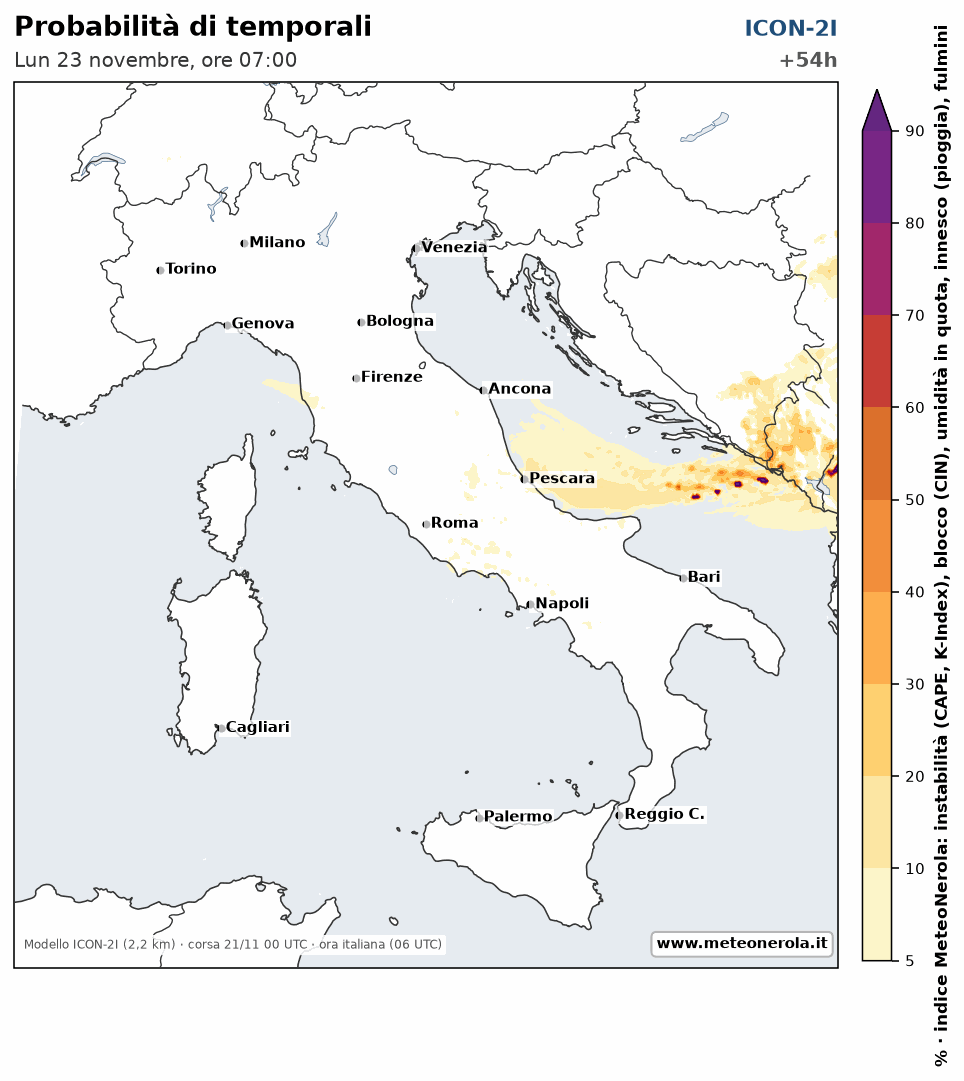 Probabilità di temporali
ICON-2I
Lun 23 novembre, ore 07:00
+54h
Milano
Venezia
Torino
Genova
Bologna
Firenze
Ancona
Pescara
Roma
Bari
Napoli
Cagliari
Palermo
Reggio C.
Modello ICON-2I (2,2 km) · corsa 21/11 00 UTC · ora italiana (06 UTC)
www.meteonerola.it
90
80
70
60
50
40
30
20
10
5
% · indice MeteoNerola: instabilità (CAPE, K-Index), blocco (CIN), umidità in quota, innesco (pioggia), fulmini